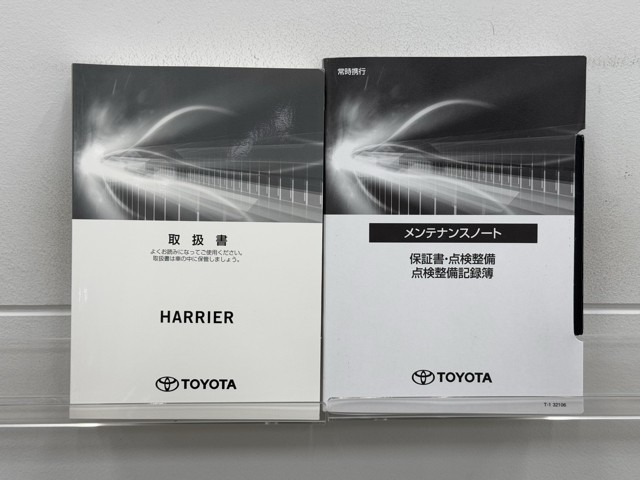 取扱書
よくお読みになってご使用ください。
取扱書は車の中に保管しましょう。
HARRIER
TOYOTA
常時携行
メンテナンスノート
保証書・点検整備
点検整備記録簿
TOYOTA
T-1 52106